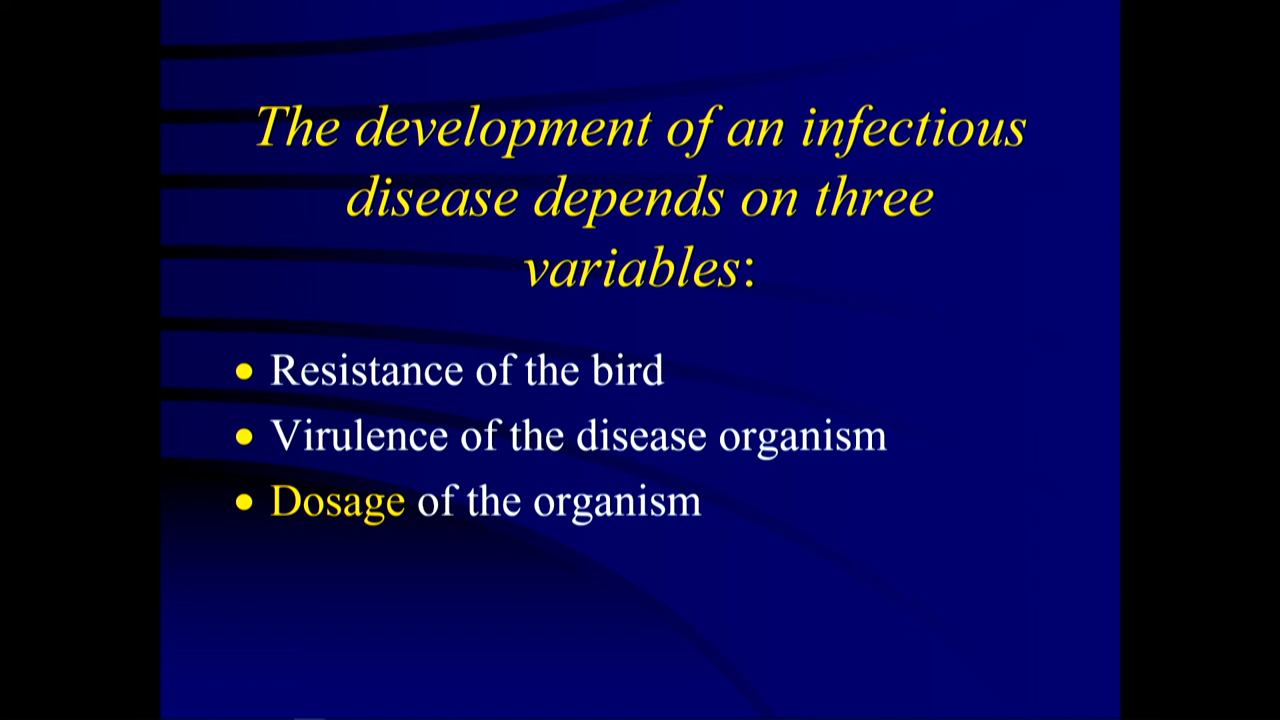 The development of an infectious
disease depends on three
variables:
• Resistance of the bird
• Virulence of the disease organism
• Dosage of the organism